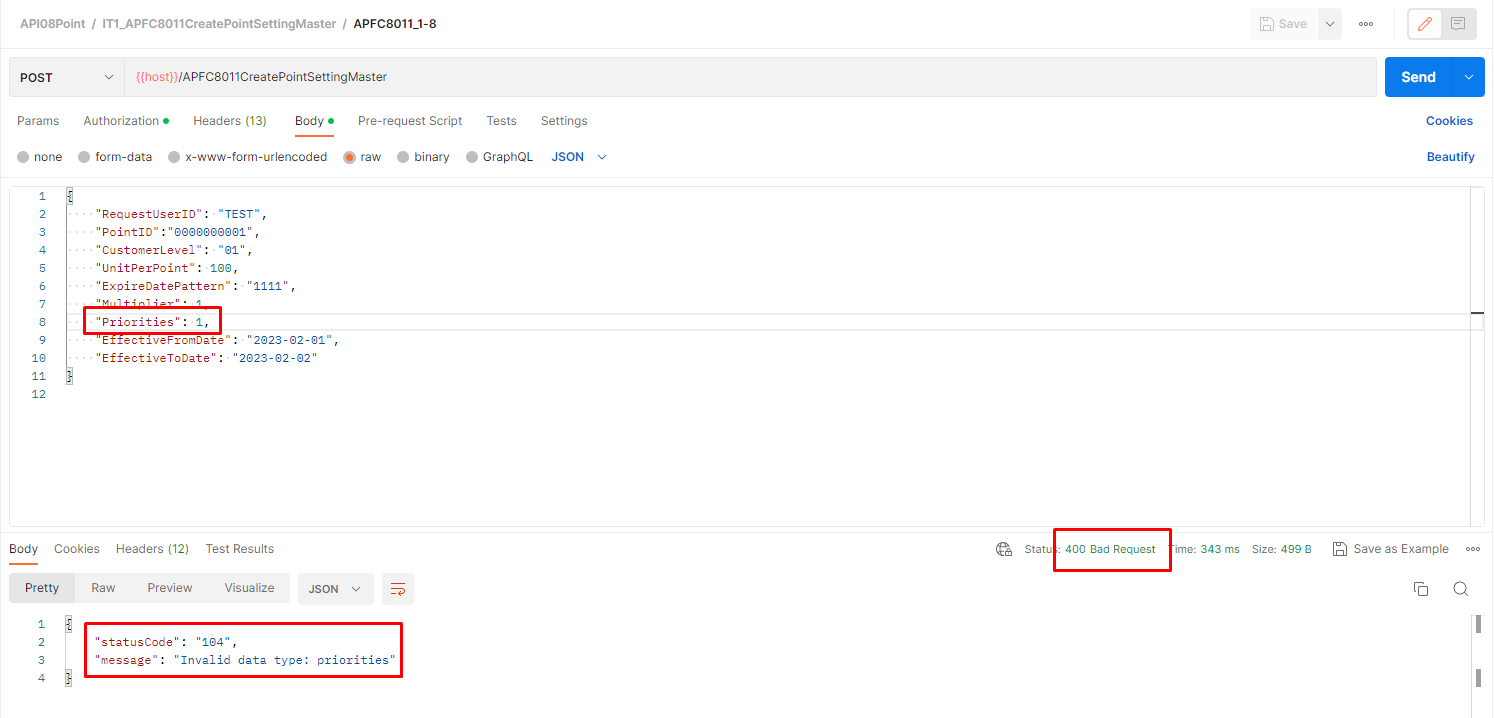 API08Point / IT1_APFC8011CreatePointSettingMaster / APFC8011_1-8
Save
POST {{host}}/APFC8011CreatePointSettingMaster Send
Params Authorization Headers (13) Body Pre-request Script Tests Settings Cookies
none form-data x-www-form-urlencoded raw binary GraphQL JSON Beautify
1 {
2 "RequestUserID": "TEST",
3 "PointID":"0000000001",
4 "CustomerLevel": "01",
5 "UnitPerPoint": 100,
6 "ExpireDatePattern": "1111",
7 "Multiplier": 1,
8 "Priorities": 1,
9 "EffectiveFromDate": "2023-02-01",
10 "EffectiveToDate": "2023-02-02"
11 }
12
Body Cookies Headers (12) Test Results Status: 400 Bad Request Time: 343 ms Size: 499 B Save as Example
Pretty Raw Preview Visualize JSON
1 {
2 "statusCode": "104",
3 "message": "Invalid data type: priorities"
4 }